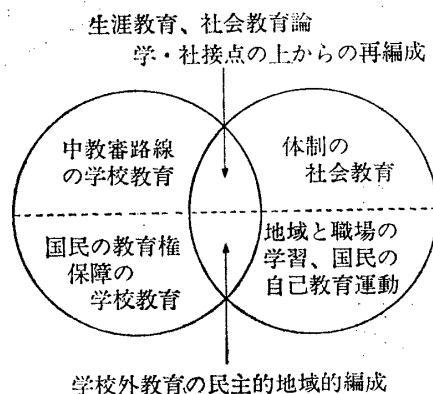 生涯教育、社会教育論
学・社接点の上からの再編成
中教審路線
の学校教育
体制の
社会教育
国民の教育権
保障の
学校教育
地域と職場の
学習、国民の
自己教育運動
学校外教育の民主的地域的編成